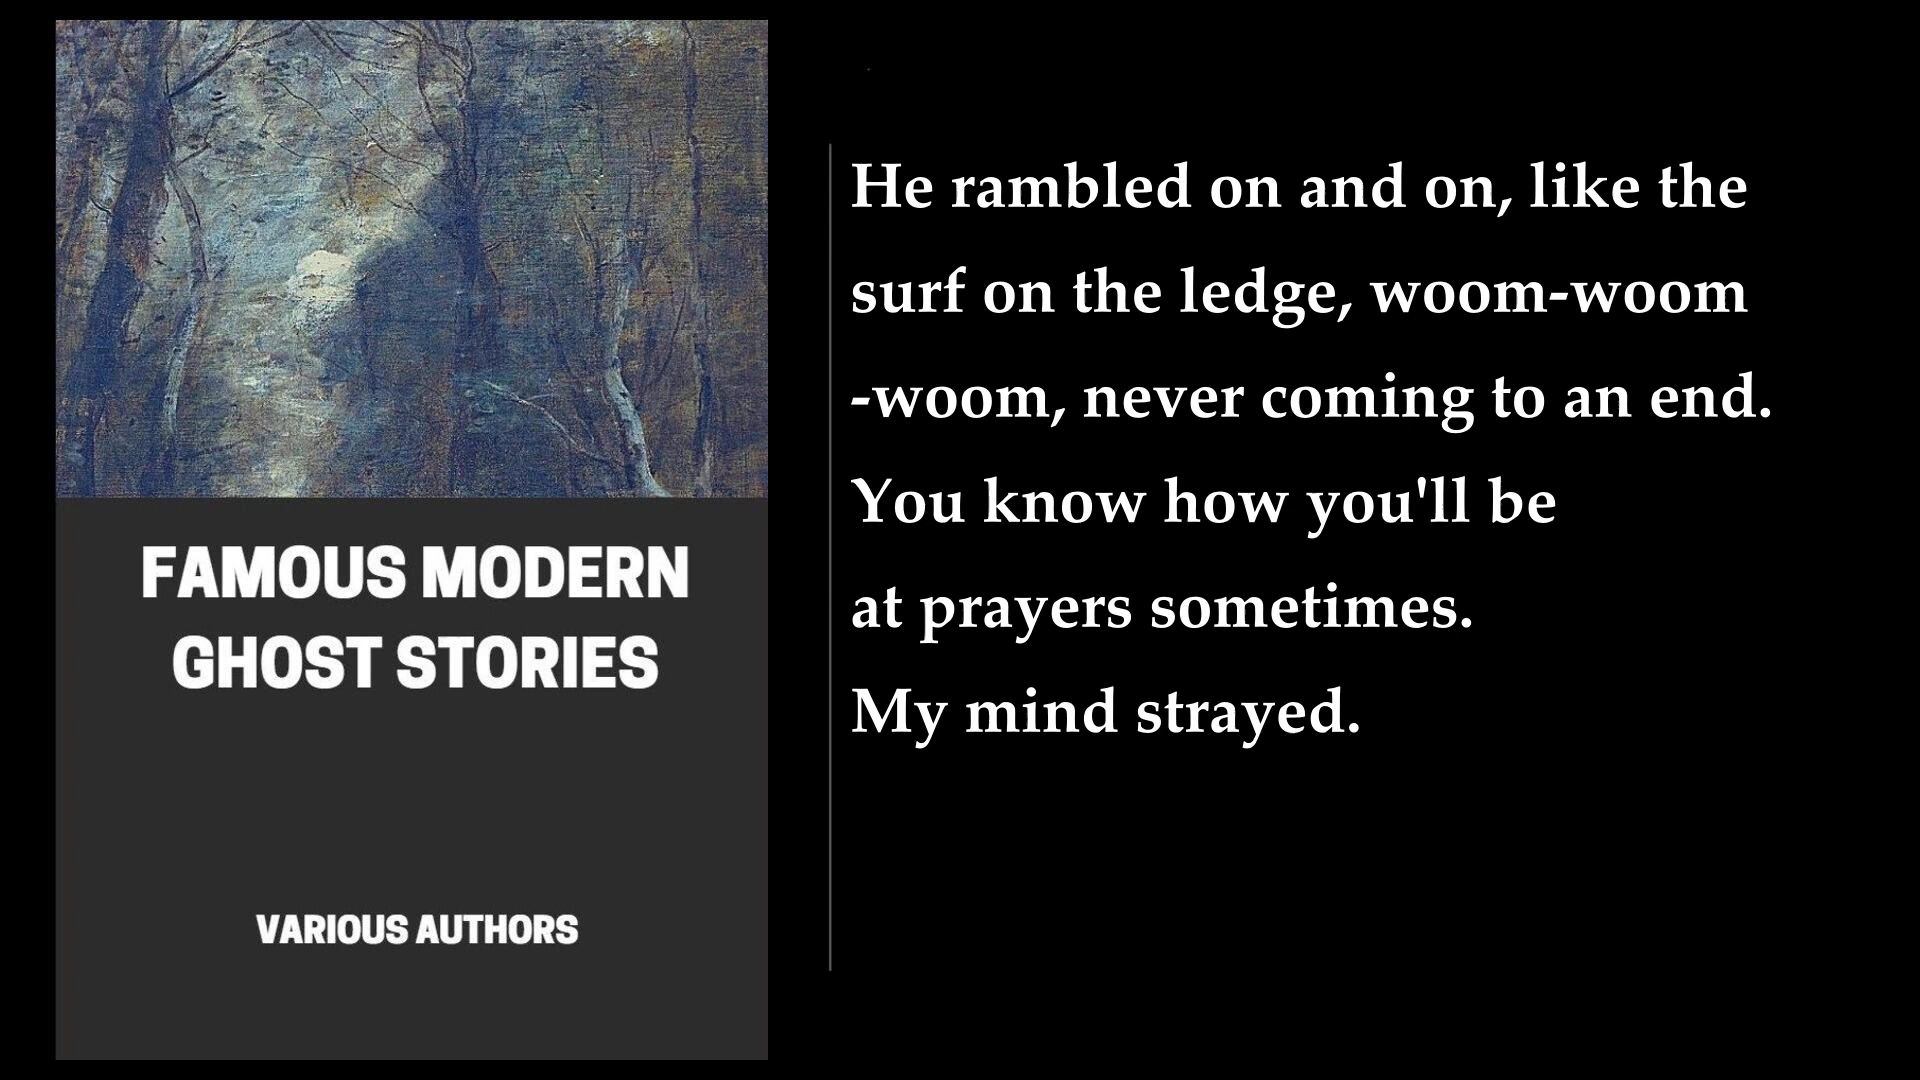 FAMOUS MODERN
GHOST STORIES
VARIOUS AUTHORS
He rambled on and on, like the
surf on the ledge, woom-woom
-woom, never coming to an end.
You know how you'll be
at prayers sometimes.
My mind strayed.